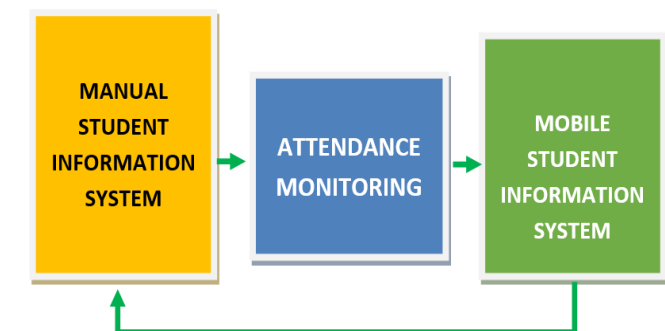 MANUAL
STUDENT
INFORMATION
SYSTEM
ATTENDANCE
MONITORING
MOBILE
STUDENT
INFORMATION
SYSTEM